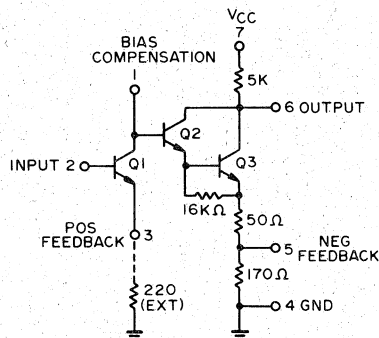 VCC
7
BIAS
COMPENSATION
1
5K
6 OUTPUT
Q2
INPUT 2
Q1
Q3
16KΩ
POS
FEEDBACK
3
50Ω
5
NEG
FEEDBACK
220
(EXT)
170Ω
4 GND